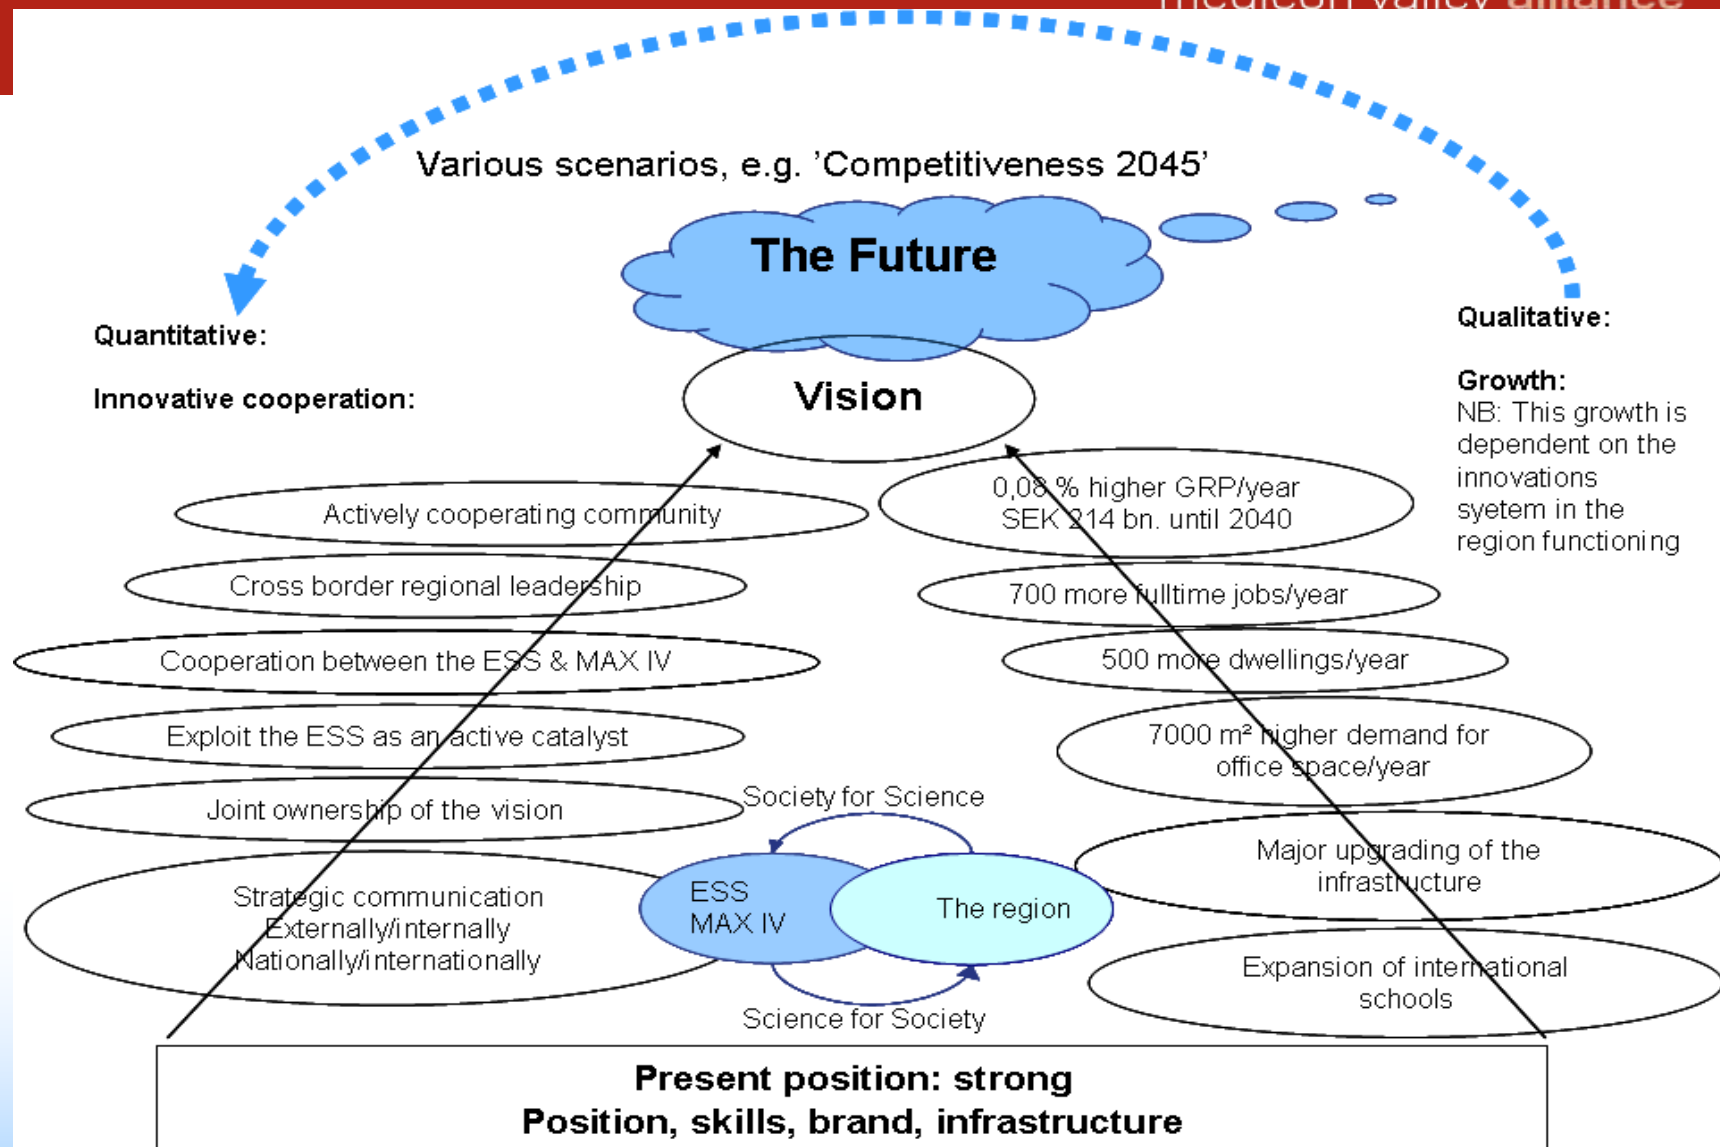 medicon valley alliance
Various scenarios, e.g. ’Competitiveness 2045’
The Future
Vision
Quantitative:
Innovative cooperation:
Actively cooperating community
Cross border regional leadership
Cooperation between the ESS & MAX IV
Exploit the ESS as an active catalyst
Joint ownership of the vision
Strategic communication
Externally/internally
Nationally/internationally
Society for Science
ESS
MAX IV
The region
Science for Society
Qualitative:
Growth:
NB: This growth is
dependent on the
innovations
syetem in the
region functioning
0,08 % higher GRP/year
SEK 214 bn. until 2040
700 more fulltime jobs/year
500 more dwellings/year
7000 m² higher demand for
office space/year
Major upgrading of the
infrastructure
Expansion of international
schools
Present position: strong
Position, skills, brand, infrastructure